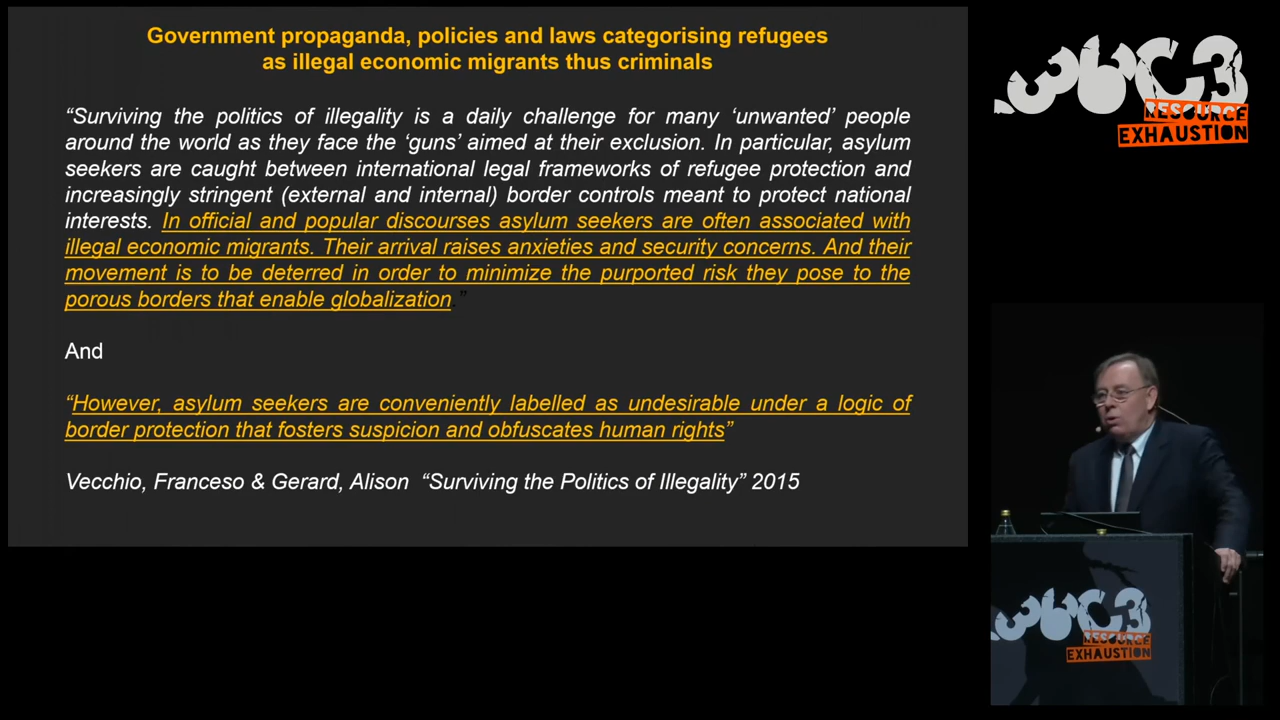 Government propaganda, policies and laws categorising refugees
as illegal economic migrants thus criminals
“Surviving the politics of illegality is a daily challenge for many ‘unwanted’ people
around the world as they face the ‘guns’ aimed at their exclusion. In particular, asylum
seekers are caught between international legal frameworks of refugee protection and
increasingly stringent (external and internal) border controls meant to protect national
interests. In official and popular discourses asylum seekers are often associated with
illegal economic migrants. Their arrival raises anxieties and security concerns. And their
movement is to be deterred in order to minimize the purported risk they pose to the
porous borders that enable globalization.”
And
“However, asylum seekers are conveniently labelled as undesirable under a logic of
border protection that fosters suspicion and obfuscates human rights”
Vecchio, Franceso & Gerard, Alison “Surviving the Politics of Illegality” 2015
36C3
RESOURCE
EXHAUSTION
36C3
RESOURCE
EXHAUSTION